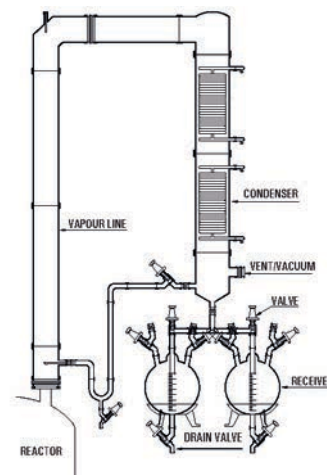 CONDENSER
VAPOUR LINE
VENT/VACUUM
VALVE
RECEIVE
REACTOR
DRAIN VALVE